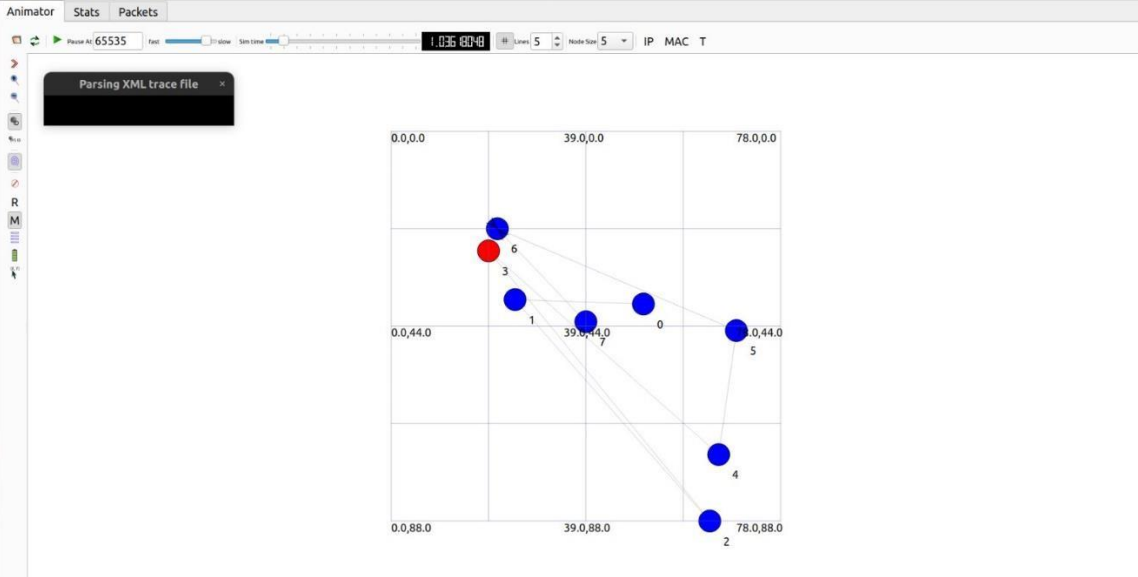 Animator Stats Packets
Pause At 65535 fast slow Sim time 1.03618048 # Lines 5 Node Size 5 IP MAC T
Parsing XML trace file ×
0.0,0.0 39.0,0.0 78.0,0.0
6
3
1
0
0.0,44.0 39.0,44.0 78.0,44.0
7
5
4
0.0,88.0 39.0,88.0 78.0,88.0
2
R
M